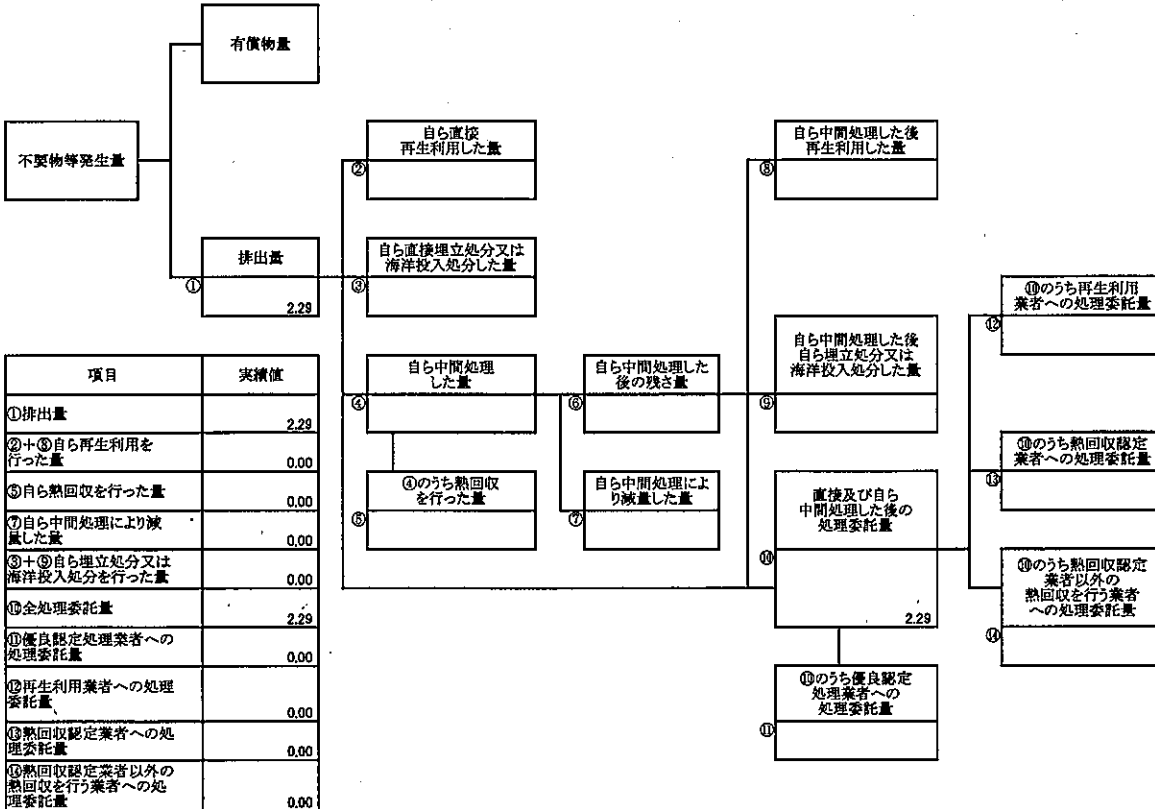 有償物量
不要物等発生量
排出量
①
2.29
自ら直接
再生利用した量
②
自ら直接埋立処分又は
海洋投入処分した量
③
自ら中間処理
した量
④
④のうち熱回収
を行った量
⑤
自ら中間処理した
後の残さ量
⑥
自ら中間処理によ
り減量した量
⑦
自ら中間処理した後
再生利用した量
⑧
自ら中間処理した後
自ら埋立処分又は
海洋投入処分した量
⑨
直接及び自ら
中間処理した後の
処理委託量
⑩
2.29
⑩のうち優良認定
処理業者への
処理委託量
⑪
⑩のうち再生利用
業者への処理委託量
⑫
⑩のうち熱回収認定
業者への処理委託量
⑬
⑩のうち熱回収認定
業者以外の
熱回収を行う業者
への処理委託量
⑭
項目 実績値
①排出量 2.29
②+⑧自ら再生利用を
行った量 0.00
⑤自ら熱回収を行った量 0.00
⑦自ら中間処理により減
量した量 0.00
③+⑨自ら埋立処分又は
海洋投入処分を行った量 0.00
⑩全処理委託量 2.29
⑪優良認定処理業者への
処理委託量 0.00
⑫再生利用業者への処理
委託量 0.00
⑬熱回収認定業者への処
理委託量 0.00
⑭熱回収認定業者以外の
熱回収を行う業者への処
理委託量 0.00